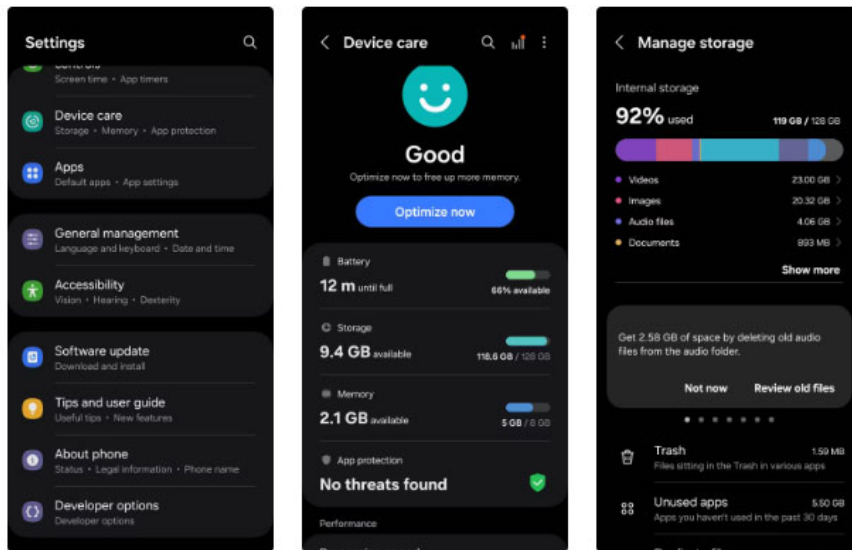 Settings
Controls
Screen time • App timers
Device care
Storage • Memory • App protection
Apps
Default apps • App settings
General management
Language and keyboard • Date and time
Accessibility
Vision • Hearing • Dexterity
Software update
Download and install
Tips and user guide
Useful tips • New features
About phone
Status • Legal information • Phone name
Developer options
Developer options
Device care
Good
Optimize now to free up more memory.
Optimize now
Battery
12 m until full
66% available
Storage
9.4 GB available
118.6 GB / 128 GB
Memory
2.1 GB available
5 GB / 8 GB
App protection
No threats found
Performance
Manage storage
Internal storage
92% used
119 GB / 128 GB
Videos 23.00 GB
Images 20.32 GB
Audio files 4.06 GB
Documents 893 MB
Show more
Get 2.58 GB of space by deleting old audio
files from the audio folder.
Not now Review old files
Trash 1.59 MB
Files sitting in the Trash in various apps
Unused apps 5.50 GB
Apps you haven't used in the past 30 days